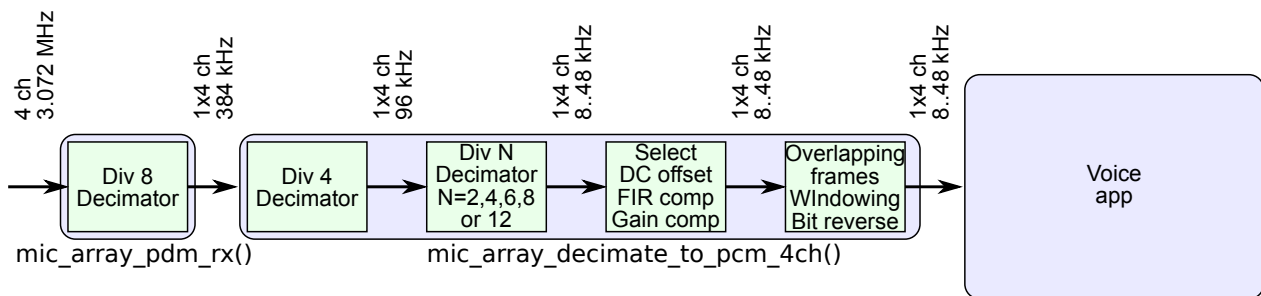 4 ch
3.072 MHz
1x4 ch
384 kHz
1x4 ch
96 kHz
1x4 ch
8..48 kHz
1x4 ch
8..48 kHz
1x4 ch
8..48 kHz
Div 8
Decimator
Div 4
Decimator
Div N
Decimator
N=2,4,6,8
or 12
Select
DC offset
FIR comp
Gain comp
Overlapping
frames
WIndowing
Bit reverse
Voice
app
mic_array_pdm_rx()
mic_array_decimate_to_pcm_4ch()